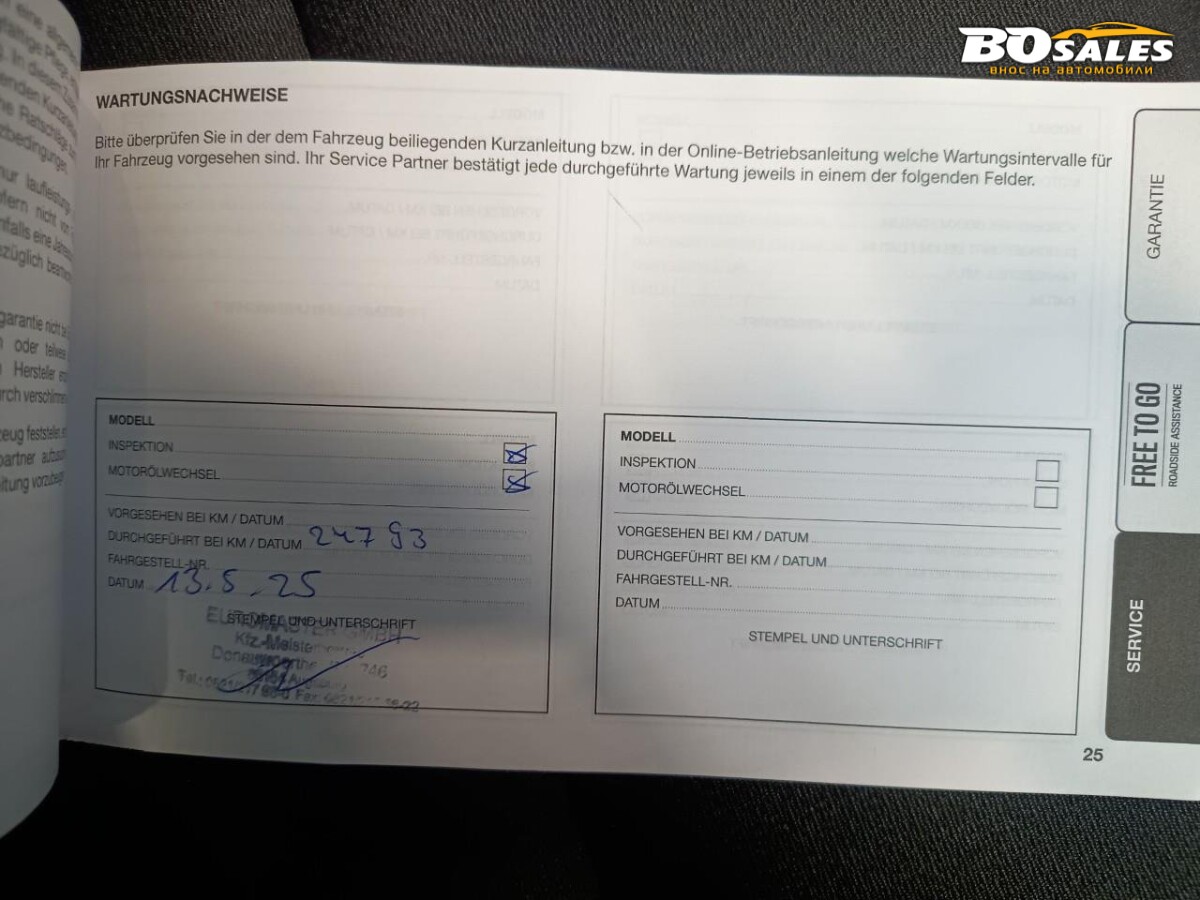 BOSALES
ВНОС НА АВТОМОБИЛИ
WARTUNGSNACHWEISE
Bitte überprüfen Sie in der dem Fahrzeug beiliegenden Kurzanleitung bzw. in der Online-Betriebsanleitung welche Wartungsintervalle für
Ihr Fahrzeug vorgesehen sind. Ihr Service Partner bestätigt jede durchgeführte Wartung jeweils in einem der folgenden Felder.
MODELL
INSPEKTION
MOTORÖLWECHSEL
VORGESEHEN BEI KM / DATUM
DURCHGEFÜHRT BEI KM / DATUM 24793
FAHRGESTELL-NR.
DATUM 13.5.25
STEMPEL UND UNTERSCHRIFT
GMBH
Kfz.-Meister
MODELL
INSPEKTION
MOTORÖLWECHSEL
VORGESEHEN BEI KM / DATUM
DURCHGEFÜHRT BEI KM / DATUM
FAHRGESTELL-NR.
DATUM
STEMPEL UND UNTERSCHRIFT
GARANTIE
FREE TO GO
ROADSIDE ASSISTANCE
SERVICE
25